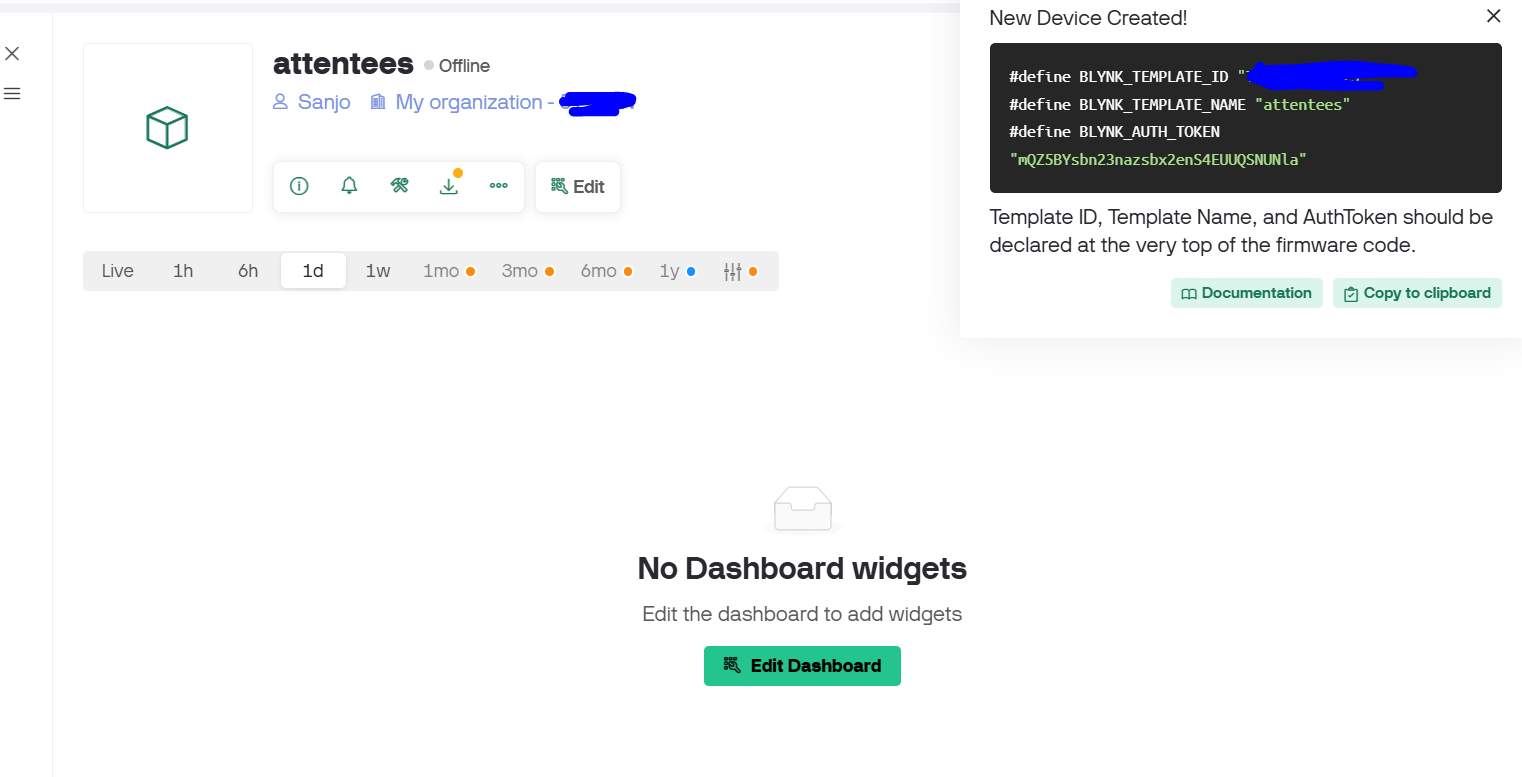 New Device Created!
#define BLYNK_TEMPLATE_ID "
#define BLYNK_TEMPLATE_NAME "attentees"
#define BLYNK_AUTH_TOKEN
"mQZ5BYsbn23nazsbx2enS4EUUQSNUNla"
Template ID, Template Name, and AuthToken should be
declared at the very top of the firmware code.
Documentation
Copy to clipboard
attentees
Offline
Sanjo
My organization -
Edit
Live 1h 6h 1d 1w 1mo 3mo 6mo 1y
No Dashboard widgets
Edit the dashboard to add widgets
Edit Dashboard